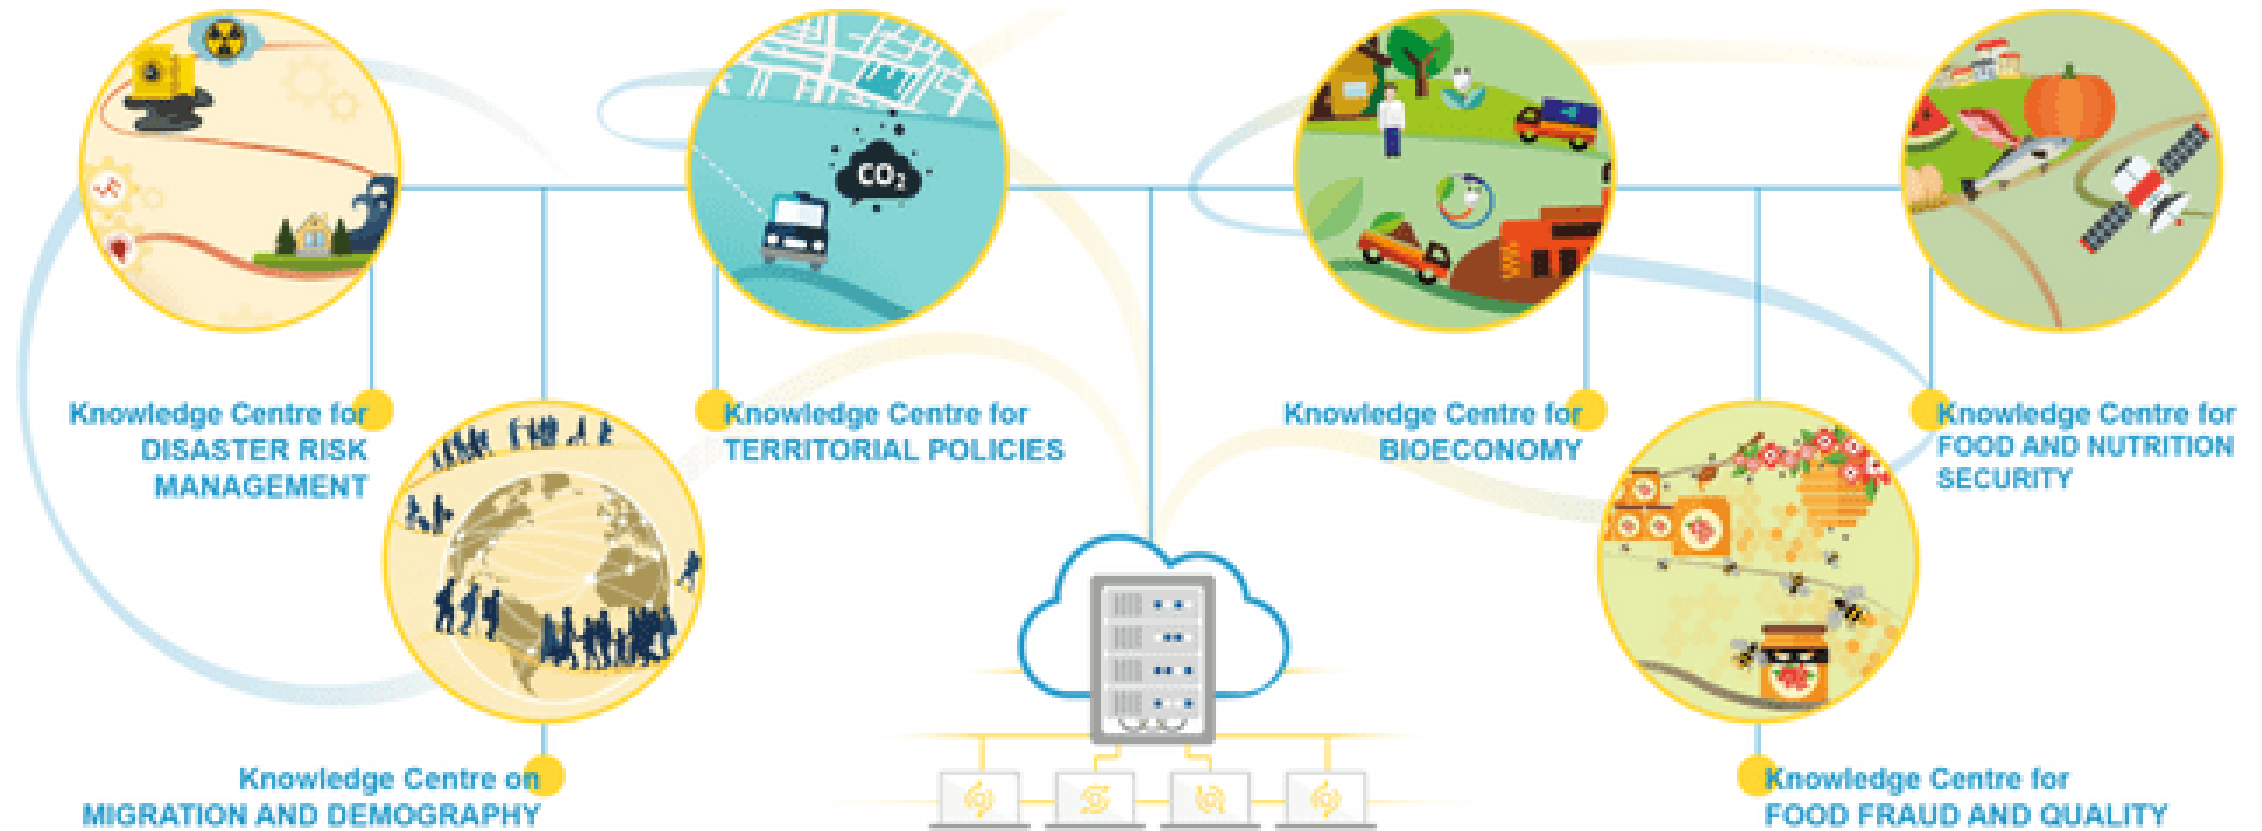 CO₂
Knowledge Centre for
DISASTER RISK
MANAGEMENT
Knowledge Centre for
TERRITORIAL POLICIES
Knowledge Centre for
BIOECONOMY
Knowledge Centre for
FOOD AND NUTRITION
SECURITY
Knowledge Centre on
MIGRATION AND DEMOGRAPHY
Knowledge Centre for
FOOD FRAUD AND QUALITY